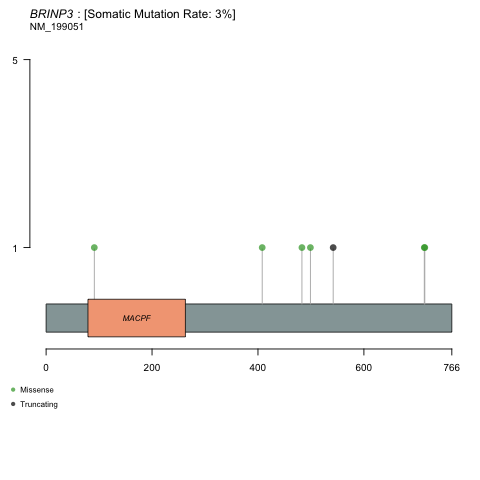 BRINP3 : [Somatic Mutation Rate: 3%]
NM_199051
5
1
MACPF
0 200 400 600 766
Missense
Truncating